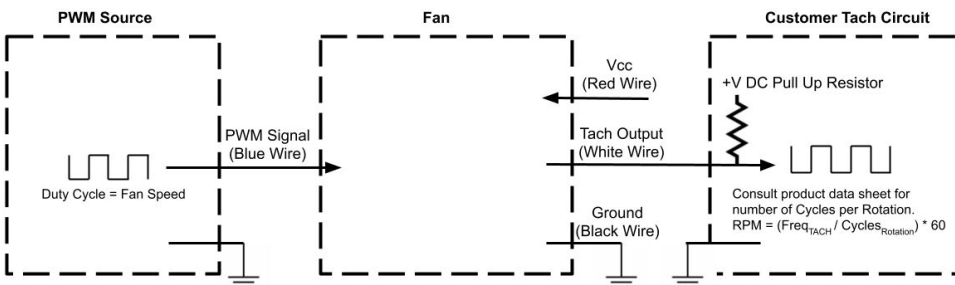 PWM Source
Fan
Customer Tach Circuit
Vcc
(Red Wire)
+V DC Pull Up Resistor
PWM Signal
(Blue Wire)
Tach Output
(White Wire)
Duty Cycle = Fan Speed
Consult product data sheet for
number of Cycles per Rotation.
RPM = (Freq_TACH / Cycles_Rotation) * 60
Ground
(Black Wire)